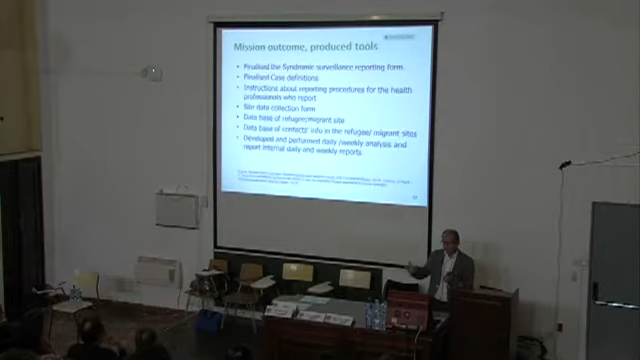 Mission outcome, produced tools
• Finalised the Syndromic surveillance reporting form.
• Finalised Case definitions
• Instructions about reporting procedures for the health
professionals who report
• Site data collection form
• Data base of refugee/migrant site
• Data base of contacts' info in the refugee/ migrant sites
• Developed and performed daily /weekly analysis and
report internal daily and weekly reports